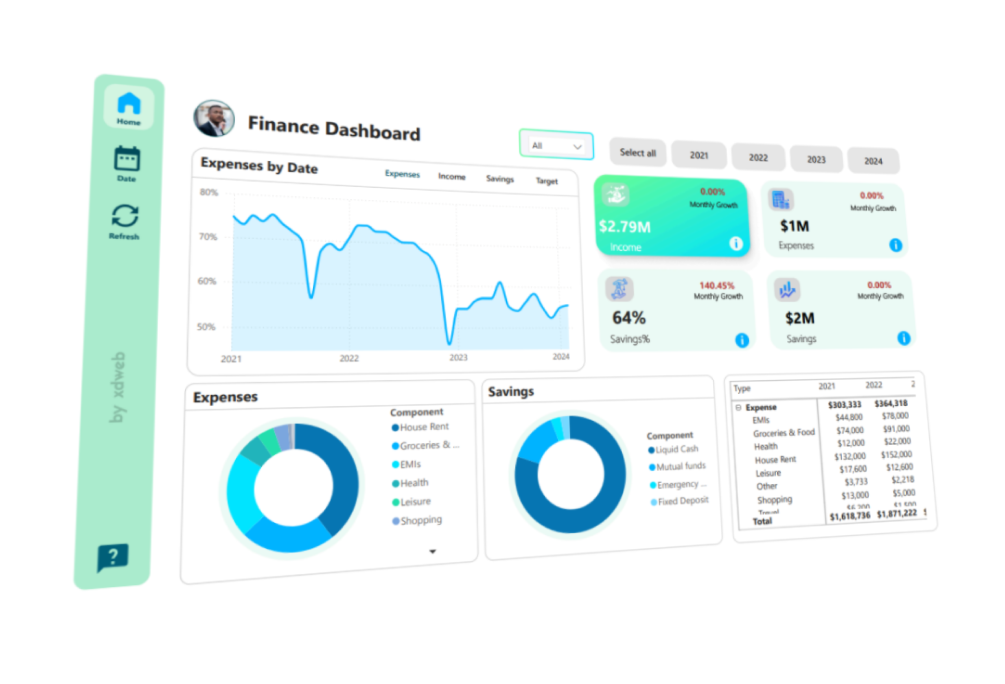 Home
Date
Refresh
by xdweb
?
Finance Dashboard
All
Select all
2021
2022
2023
2024
Expenses by Date
Expenses
Income
Savings
Target
80%
70%
60%
50%
2021
2022
2023
2024
0.00%
Monthly Growth
$2.79M
Income
0.00%
Monthly Growth
$1M
Expenses
140.45%
Monthly Growth
64%
Savings%
0.00%
Monthly Growth
$2M
Savings
Expenses
Component
House Rent
Groceries & ...
EMIs
Health
Leisure
Shopping
Savings
Component
Liquid Cash
Mutual funds
Emergency ...
Fixed Deposit
Type 2021 2022 2
Expense $303,333 $364,318
EMIs $44,800 $78,000
Groceries & Food $74,000 $91,000
Health $12,000 $22,000
House Rent $132,000 $152,000
Leisure $17,600 $12,600
Other $3,733 $2,218
Shopping $13,000 $5,000
Total $1,618,736 $1,871,222 $